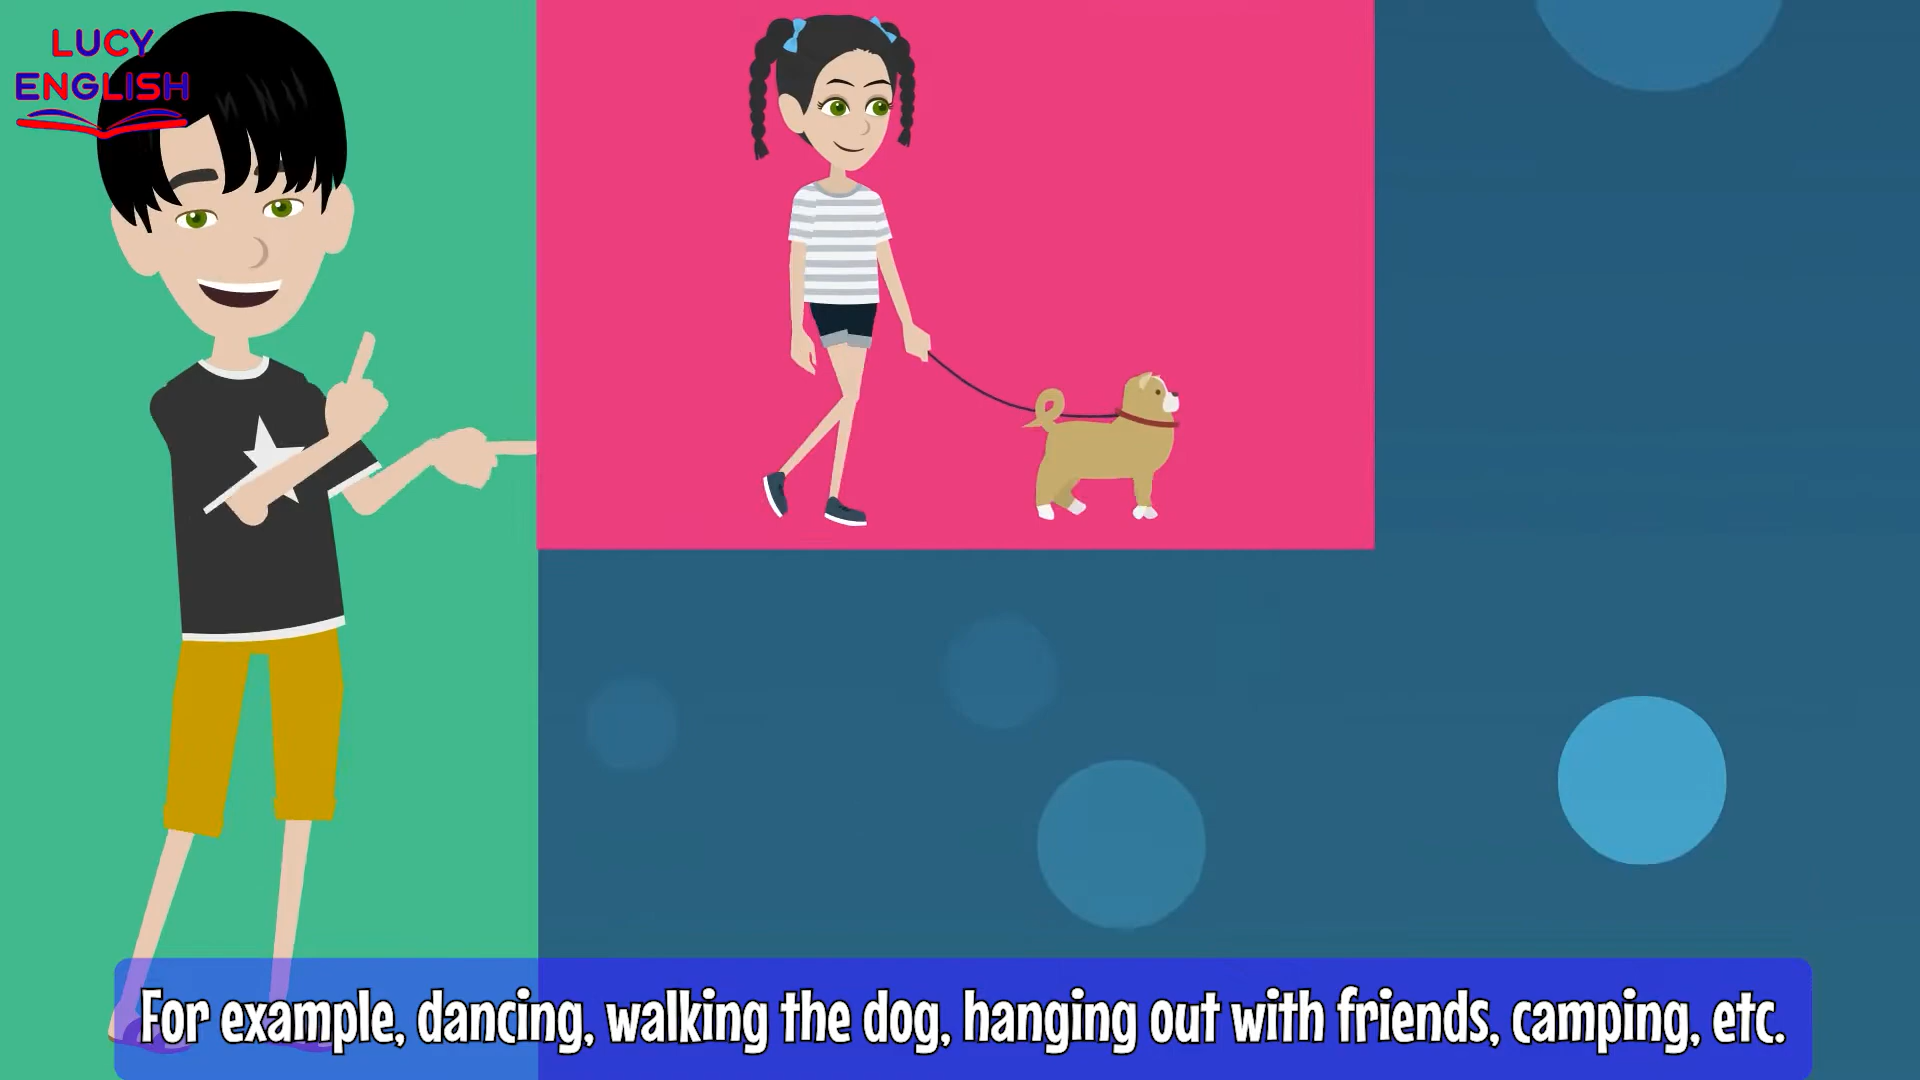 LUCY
ENGLISH
For example, dancing, walking the dog, hanging out with friends, camping, etc.